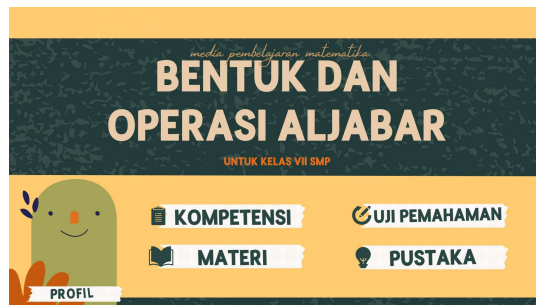 media pembelajaran matematika
BENTUK DAN
OPERASI ALJABAR
UNTUK KELAS VII SMP
KOMPETENSI
UJI PEMAHAMAN
MATERI
PUSTAKA
PROFIL